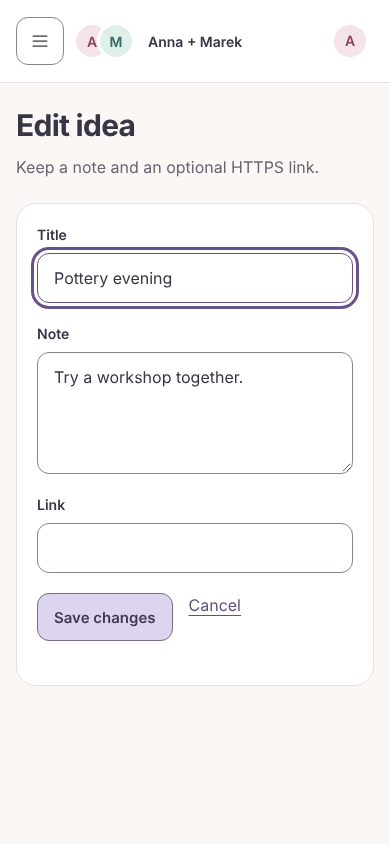 A M Anna + Marek A
Edit idea
Keep a note and an optional HTTPS link.
Title
Pottery evening
Note
Try a workshop together.
Link
Save changes Cancel